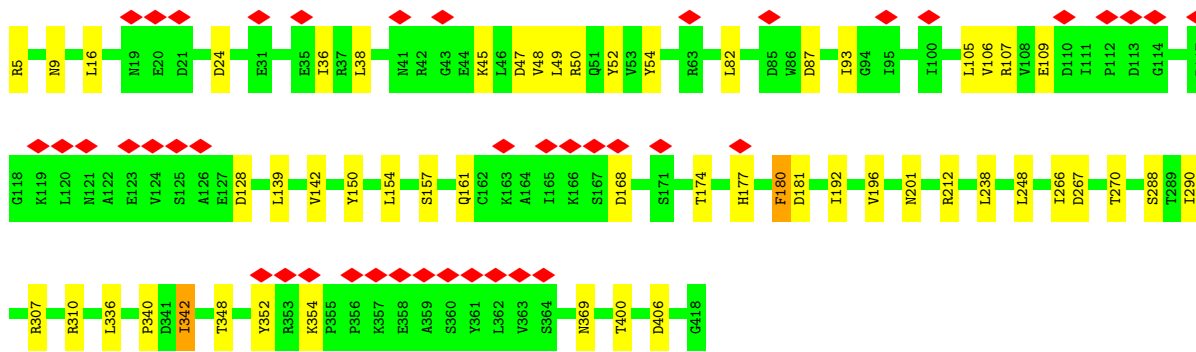 R5 N9 L16 N19 E20 D21 D24 E31 E35 I36 R37 L38 N41 R42 G43 E44 K45 L46 D47 V48 L49 R50 Q51 Y52 V53 Y54 R63 L82 D85 W86 D87 I93 G94 I95 I100 L105 V106 R107 V108 E109 D110 I111 P112 D113 G114
G118 K119 L120 N121 A122 E123 V124 S125 A126 E127 D128 L139 V142 Y150 L154 S157 Q161 C162 K163 A164 I165 K166 S167 D168 S171 T174 H177 F180 D181 I192 V196 N201 R212 L238 L248 I266 D267 T270 S288 T289 I290
R307 R310 L336 P340 D341 I342 T348 Y352 R353 K354 P355 P356 K357 E358 A359 S360 Y361 L362 V363 S364 N369 T400 D406 G418